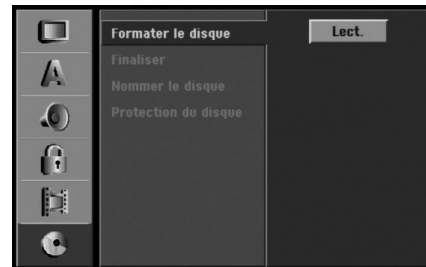 Formater le disque
Lect.
Finaliser
Nommer le disque
Protection du disque
A